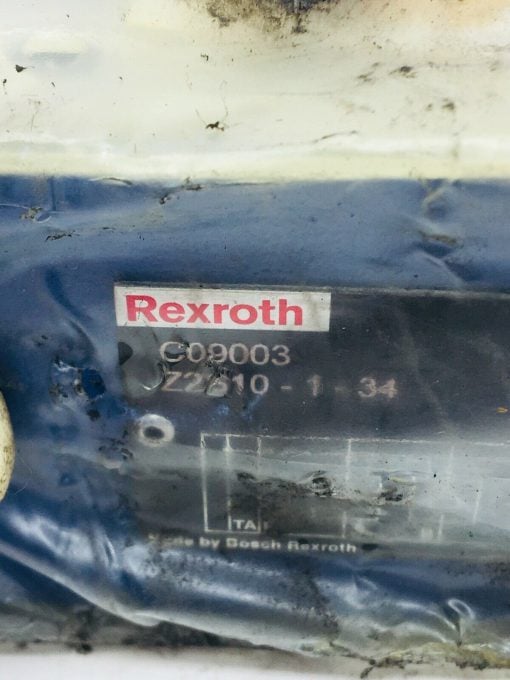 Rexroth
C09003
Z2S10 - 1 - 34
TA
Made by Bosch Rexroth